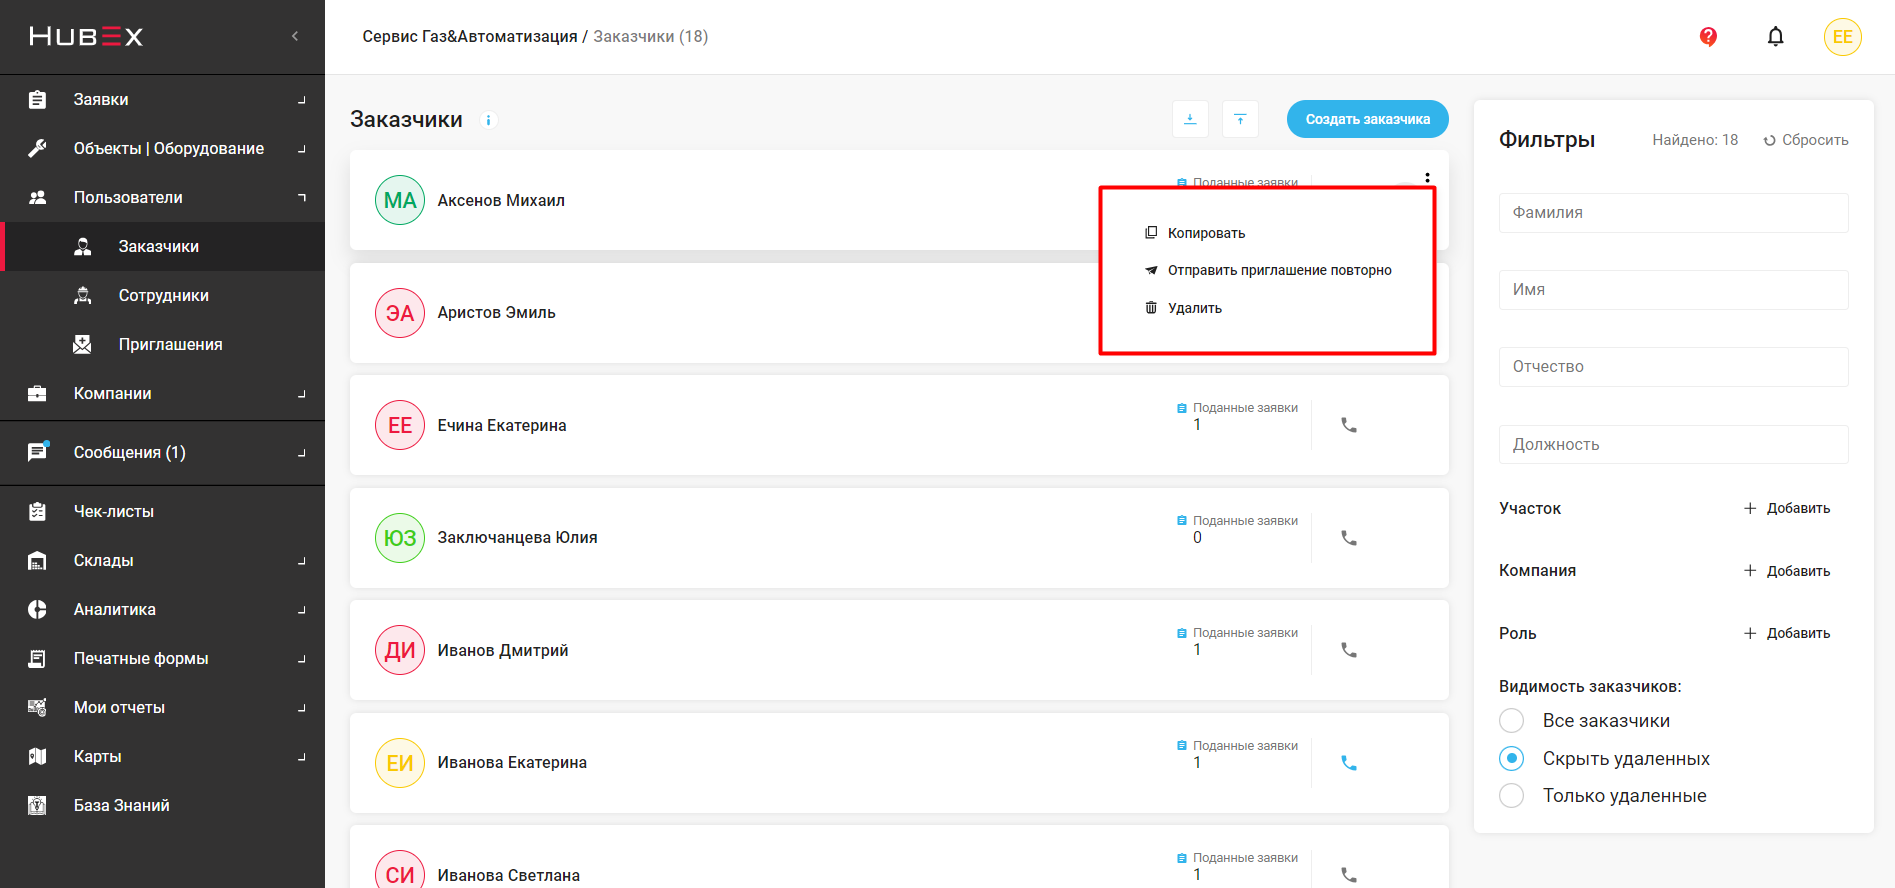 HUBEX
Заявки
Объекты | Оборудование
Пользователи
Заказчики
Сотрудники
Приглашения
Компании
Сообщения (1)
Чек-листы
Склады
Аналитика
Печатные формы
Мои отчеты
Карты
База Знаний
Сервис Газ&Автоматизация / Заказчики (18)
?
ЕЕ
Заказчики
i
Создать заказчика
МА
Аксенов Михаил
Поданные заявки
Копировать
Отправить приглашение повторно
Удалить
ЭА
Аристов Эмиль
ЕЕ
Ечина Екатерина
Поданные заявки
1
ЮЗ
Заключанцева Юлия
Поданные заявки
0
ДИ
Иванов Дмитрий
Поданные заявки
1
ЕИ
Иванова Екатерина
Поданные заявки
1
СИ
Иванова Светлана
Поданные заявки
1
Фильтры
Найдено: 18
Сбросить
Фамилия
Имя
Отчество
Должность
Участок
Добавить
Компания
Добавить
Роль
Добавить
Видимость заказчиков:
Все заказчики
Скрыть удаленных
Только удаленные